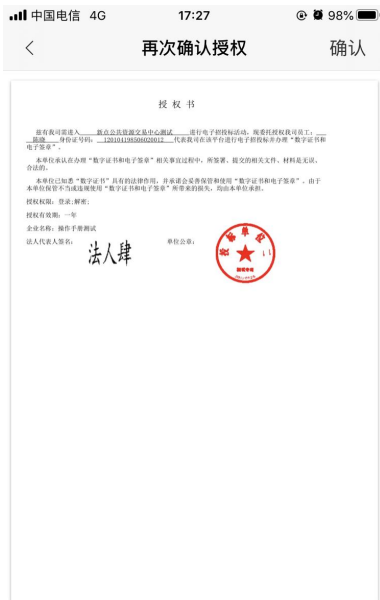 中国电信 4G 17:27 98%
再次确认授权 确认
授 权 书
兹有我司需进入 新点公共资源交易中心测试 进行电子招投标活动，现委托授权我司员工：
陈晓 身份证号码： 120104198506020012 代表我司在该平台进行电子招投标并办理“数字证书和
电子签章”。
本单位承认在办理“数字证书和电子签章”相关事宜过程中，所签署、提交的相关文件、材料是无误、
合法的。
本单位已知悉“数字证书”具有的法律作用，并承诺会妥善保管和使用“数字证书和电子签章”。由于
本单位保管不当或违规使用“数字证书和电子签章”所带来的损失，均由本单位承担。
授权权限：登录;解密;
授权有效期：一年
企业名称：操作手册测试
法人代表人签名： 法人肆 单位公章：
授权单位